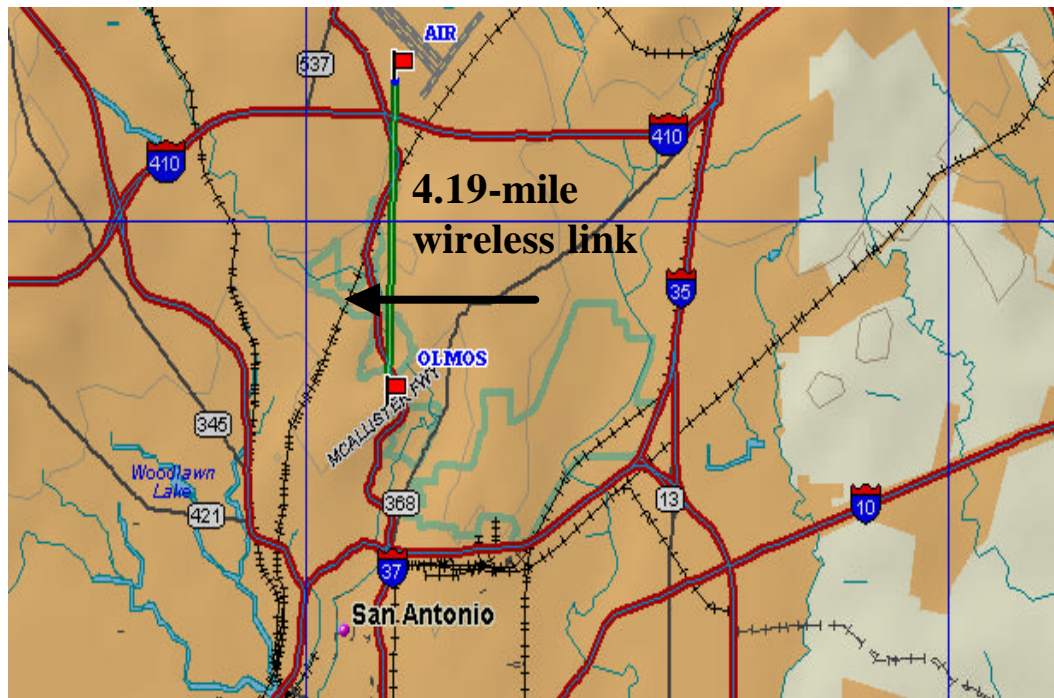 AIR
537
410
410
4.19-mile
wireless link
35
OLMOS
MCALLISTER FWY
345
Woodlawn
Lake
421
368
13
10
37
San Antonio